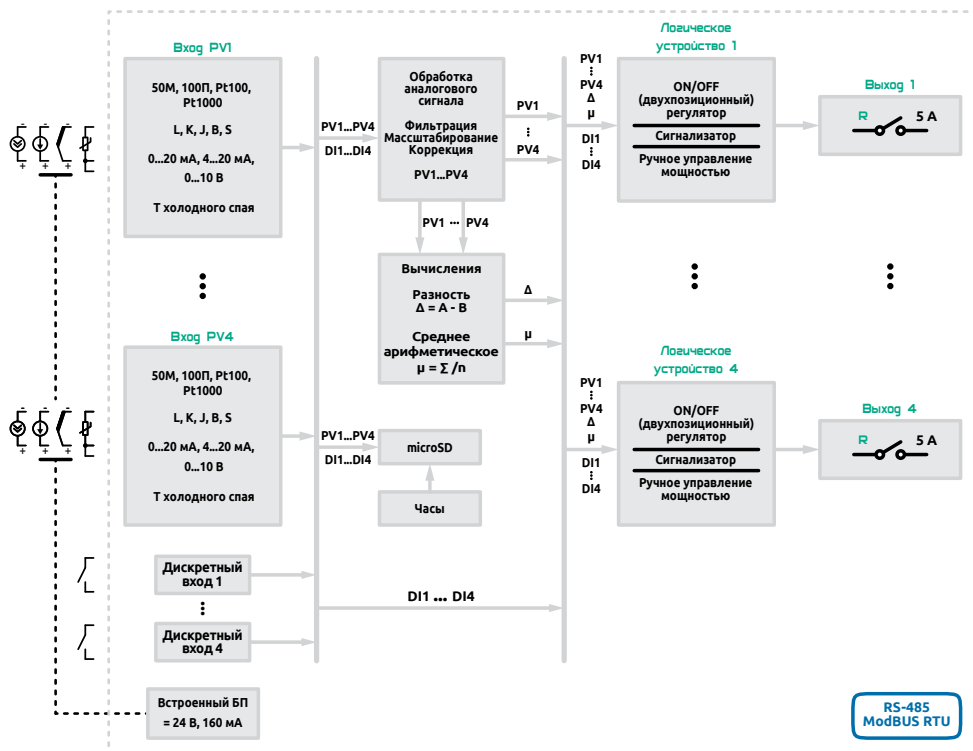 Вход PV1
50М, 100П, Pt100,
Pt1000
L, K, J, B, S
0...20 мА, 4...20 мА,
0...10 В
Т холодного спая
- - - -
+ + +
PV1...PV4
DI1...DI4
Обработка
аналогового
сигнала
Фильтрация
Масштабирование
Коррекция
PV1...PV4
PV1
⋮
PV4
PV1 ... PV4
Вычисления
Разность
Δ = A - B
Среднее
арифметическое
μ = ∑ /n
Δ
μ
Логическое
устройство 1
PV1
⋮
PV4
Δ
μ
DI1
⋮
DI4
ON/OFF
(двухпозиционный)
регулятор
Сигнализатор
Ручное управление
мощностью
Выход 1
R 5 А
Вход PV4
50М, 100П, Pt100,
Pt1000
L, K, J, B, S
0...20 мА, 4...20 мА,
0...10 В
Т холодного спая
- - - -
+ + +
PV1...PV4
DI1...DI4
microSD
Часы
Логическое
устройство 4
PV1
⋮
PV4
Δ
μ
DI1
⋮
DI4
ON/OFF
(двухпозиционный)
регулятор
Сигнализатор
Ручное управление
мощностью
Выход 4
R 5 А
Дискретный
вход 1
⋮
Дискретный
вход 4
DI1 ... DI4
Встроенный БП
= 24 В, 160 мА
RS-485
ModBUS RTU